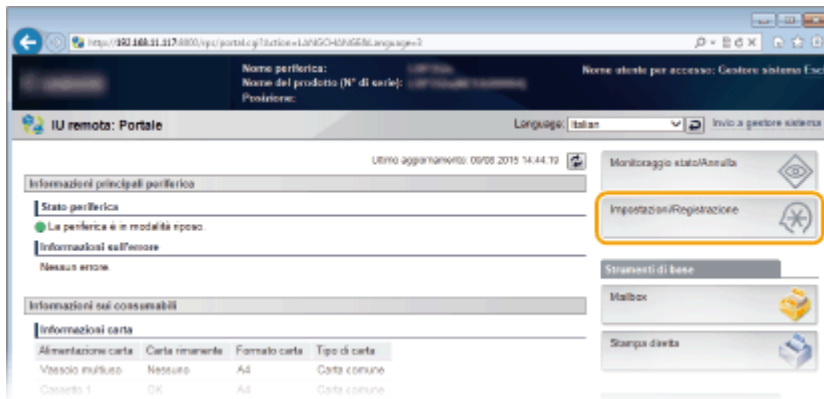 Nome periferica:
Nome del prodotto (N° di serie):
Posizione:
Nome utente per accesso: Gestore sistema
IU remota: Portale
Language: Italian
Invio a gestore sistema
Ultimo aggiornamento: 09/08 2015 14:44:19
Informazioni principali periferica
Stato periferica
La periferica è in modalità riposo.
Informazioni sull'errore
Nessun errore.
Informazioni sui consumabili
Informazioni carta
Alimentazione carta Carta rimanente Formato carta Tipo di carta
Vassoio multiuso Nessuno A4 Carta comune
Cassetto 1 OK A4 Carta comune
Monitoraggio stato/Annulla
Impostazioni/Registrazione
Strumenti di base
Mailbox
Stampa diretta